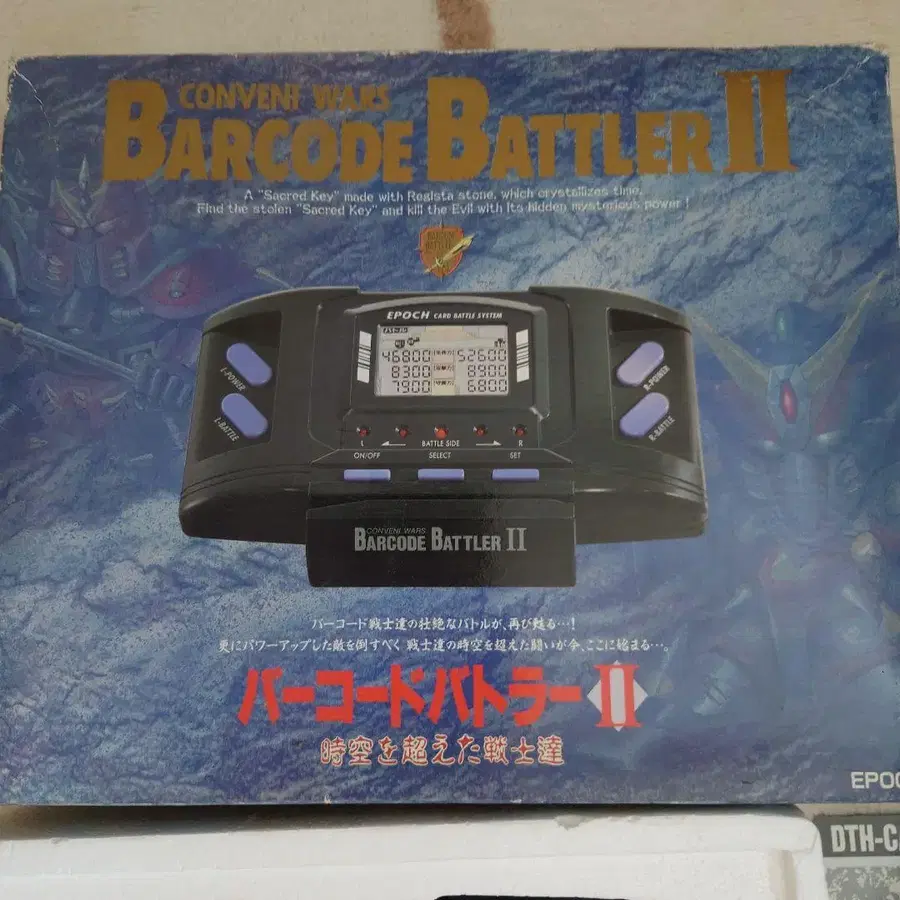 CONVENI WARS
BARCODE BATTLER II
A "Sacred Key" made with Regista stone, which crystallizes time.
Find the stolen "Sacred Key" and kill the Evil with its hidden mysterious power !
EPOCH CARD BATTLE SYSTEM
バトル
46800 52600
8300 8900
7900 6800
L-POWER
R-POWER
L-BATTLE
R-BATTLE
L BATTLE SIDE R
ON/OFF SELECT SET
CONVENI WARS
BARCODE BATTLER II
バーコード戦士達の壮絶なバトルが、再び甦る…!
更にパワーアップした敵を倒すべく 戦士達の時空を超えた闘いが今、ここに始まる…。
バーコードバトラーII
時空を超えた戦士達
EPOC
DTH-C